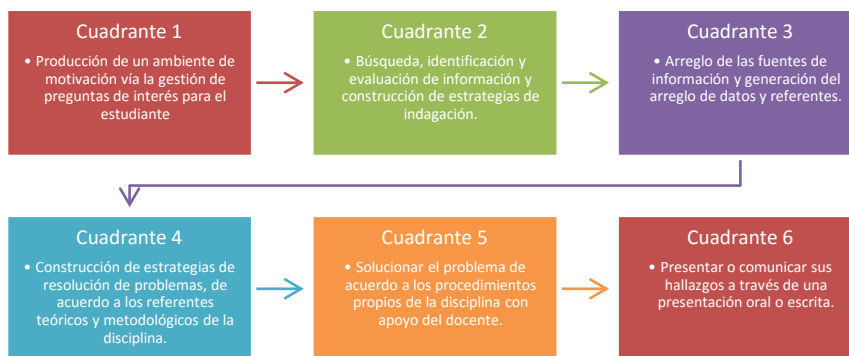 Cuadrante 1
• Producción de un ambiente de
motivación vía la gestión de
preguntas de interés para el
estudiante
Cuadrante 2
• Búsqueda, identificación y
evaluación de información y
construcción de estrategias de
indagación.
Cuadrante 3
• Arreglo de las fuentes de
información y generación del
arreglo de datos y referentes.
Cuadrante 4
• Construcción de estrategias de
resolución de problemas, de
acuerdo a los referentes
teóricos y metodológicos de la
disciplina.
Cuadrante 5
• Solucionar el problema de
acuerdo a los procedimientos
propios de la disciplina con
apoyo del docente.
Cuadrante 6
• Presentar o comunicar sus
hallazgos a través de una
presentación oral o escrita.